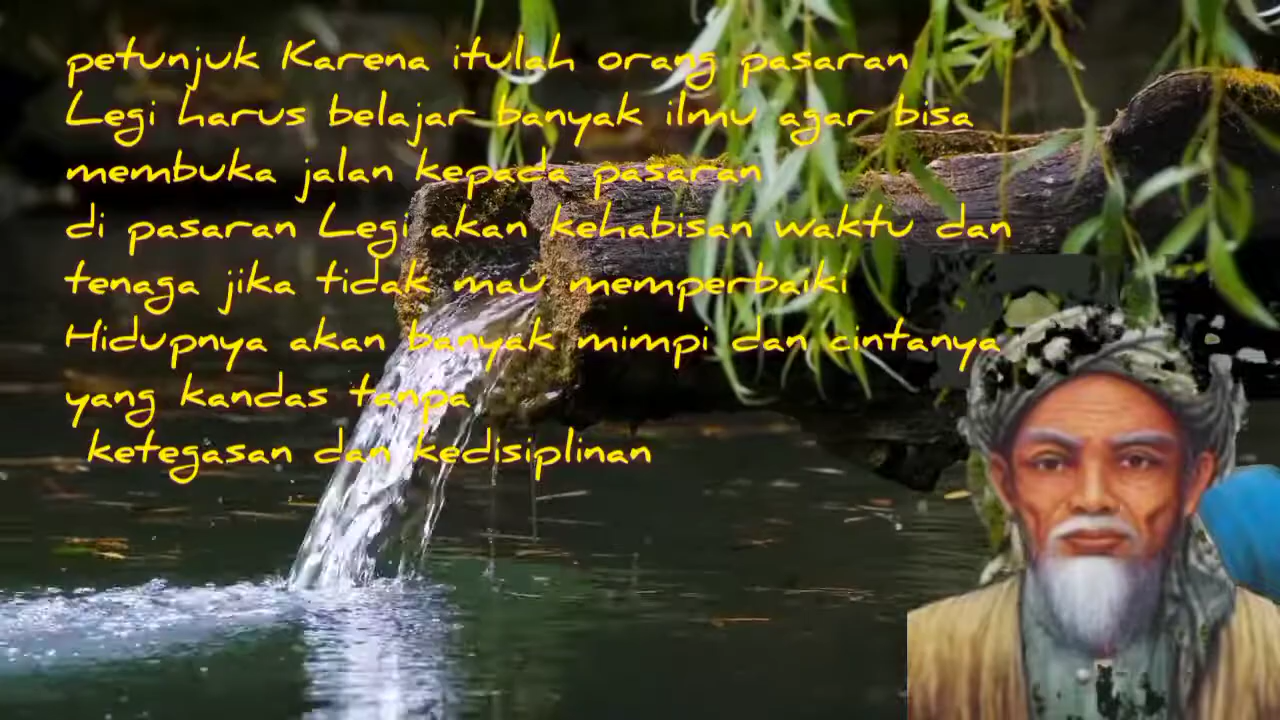 petunjuk Karena itulah orang pasaran
Legi harus belajar banyak ilmu agar bisa
membuka jalan kepada pasaran
di pasaran Legi akan kehabisan waktu dan
tenaga jika tidak mau memperbaiki
Hidupnya akan banyak mimpi dan cintanya
yang kandas tanpa
ketegasan dan kedisiplinan